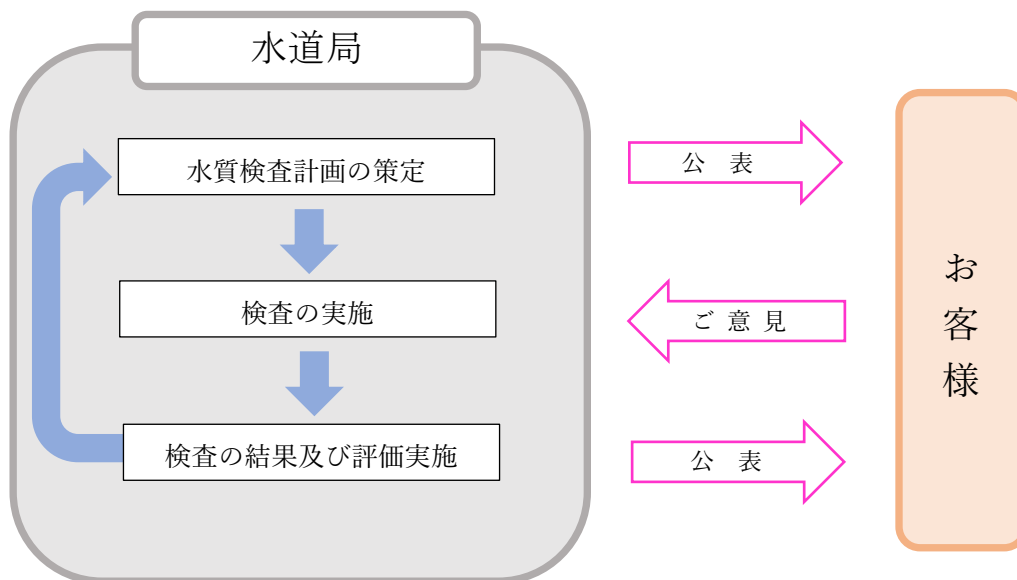 水道局
水質検査計画の策定
公 表
検査の実施
ご 意 見
検査の結果及び評価実施
公 表
お客様